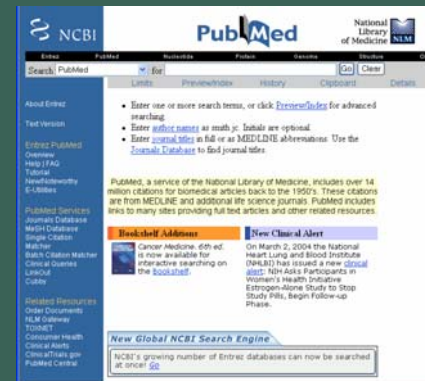 NCBI
PubMed
National
Library
of Medicine NLM
Entrez PubMed Nucleotide Protein Genome Structure
Search PubMed for Go Clear
Limits Preview/Index History Clipboard Details
About Entrez
Text Version
Entrez PubMed
Overview
Help | FAQ
Tutorial
New/Noteworthy
E-Utilities
PubMed Services
Journals Database
MeSH Database
Single Citation
Matcher
Batch Citation Matcher
Clinical Queries
LinkOut
Cubby
Related Resources
Order Documents
NLM Gateway
TOXNET
Consumer Health
Clinical Alerts
ClinicalTrials.gov
PubMed Central
• Enter one or more search terms, or click Preview/Index for advanced
searching.
• Enter author names as smith jc. Initials are optional.
• Enter journal titles in full or as MEDLINE abbreviations. Use the
Journals Database to find journal titles.
PubMed, a service of the National Library of Medicine, includes over 14
million citations for biomedical articles back to the 1950's. These citations
are from MEDLINE and additional life science journals. PubMed includes
links to many sites providing full text articles and other related resources.
Bookshelf Additions
Cancer Medicine. 6th ed.
is now available for
interactive searching on
the Bookshelf.
New Clinical Alert
On March 2, 2004 the National
Heart Lung and Blood Institute
(NHLBI) has issued a new clinical
alert: NIH Asks Participants in
Women's Health Initiative
Estrogen-Alone Study to Stop
Study Pills, Begin Follow-up
Phase.
New Global NCBI Search Engine
NCBI's growing number of Entrez databases can now be searched
at once! Go